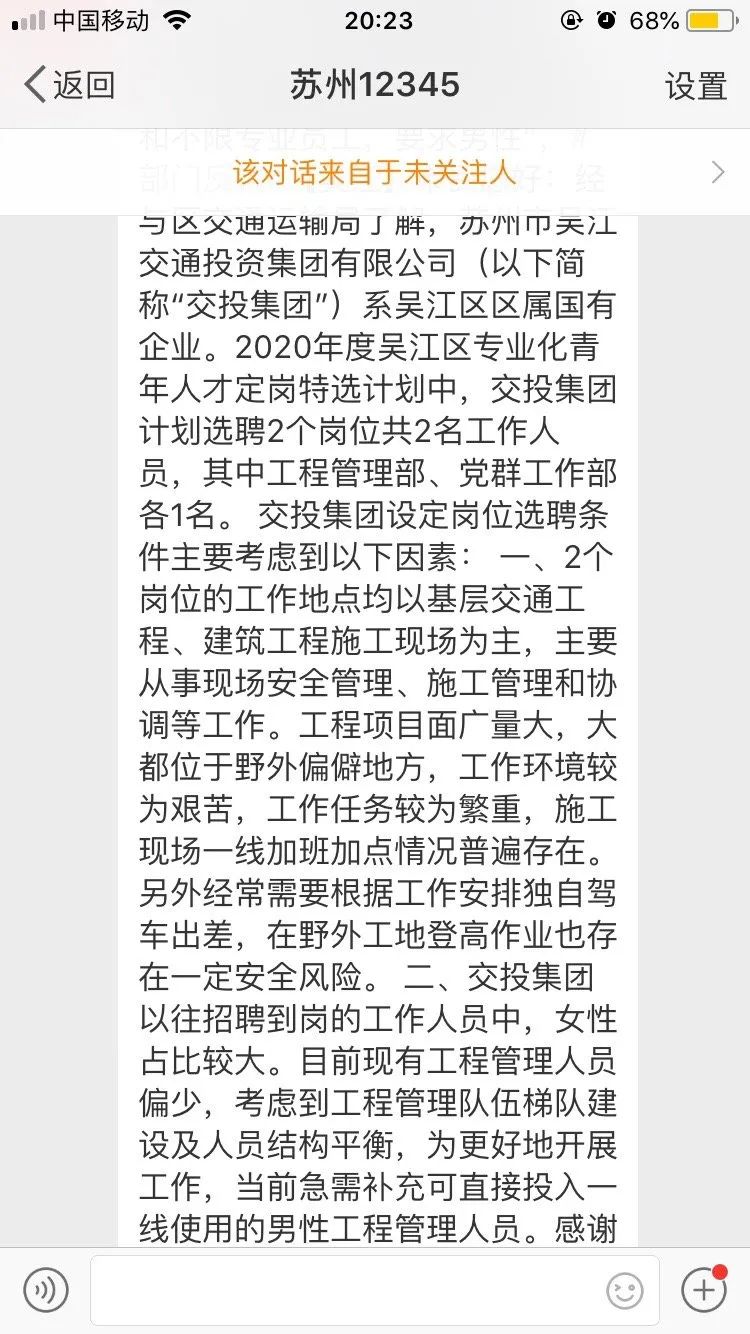 中国移动 20:23 68%
返回 苏州12345 设置
和不限专业员工，要求男性”，
部门 好：经
该对话来自于未关注人
与区交通运输局了解，苏州市吴江
交通投资集团有限公司（以下简
称“交投集团”）系吴江区区属国有
企业。2020年度吴江区专业化青
年人才定岗特选计划中，交投集团
计划选聘2个岗位共2名工作人
员，其中工程管理部、党群工作部
各1名。 交投集团设定岗位选聘条
件主要考虑到以下因素： 一、2个
岗位的工作地点均以基层交通工
程、建筑工程施工现场为主，主要
从事现场安全管理、施工管理和协
调等工作。工程项目面广量大，大
都位于野外偏僻地方，工作环境较
为艰苦，工作任务较为繁重，施工
现场一线加班加点情况普遍存在。
另外经常需要根据工作安排独自驾
车出差，在野外工地登高作业也存
在一定安全风险。 二、交投集团
以往招聘到岗的工作人员中，女性
占比较大。目前现有工程管理人员
偏少，考虑到工程管理队伍梯队建
设及人员结构平衡，为更好地开展
工作，当前急需补充可直接投入一
线使用的男性工程管理人员。感谢